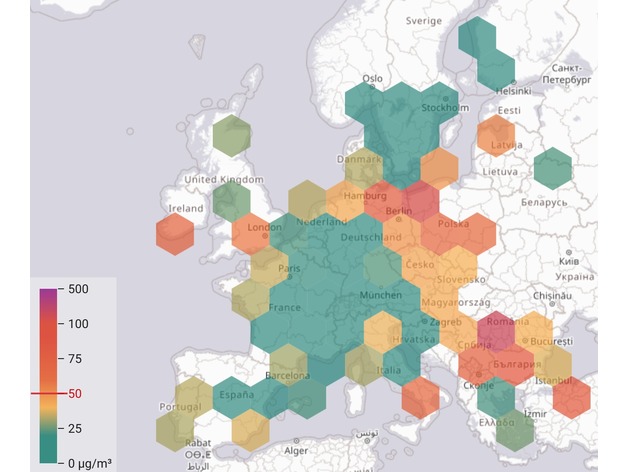 Sverige
Санкт-
Петербург
Oslo
Helsinki
Stockholm
Eesti
Latvija
Danmark
Lietuva
United Kingdom
Беларусь
Ireland
Hamburg
Berlin
London
Nederland
Polska
Deutschland
Київ
Paris
Česko
Україна
Slovensko
München
Chișinău
France
Magyarország
Zagreb
România
Hrvatska
București
Србија
Italia
България
Barcelona
Скопје
İstanbul
España
Portugal
İzmir
Ελλάς
تونس
Rabat
Alger
الرباط
500
100
75
50
25
0 µg/m³